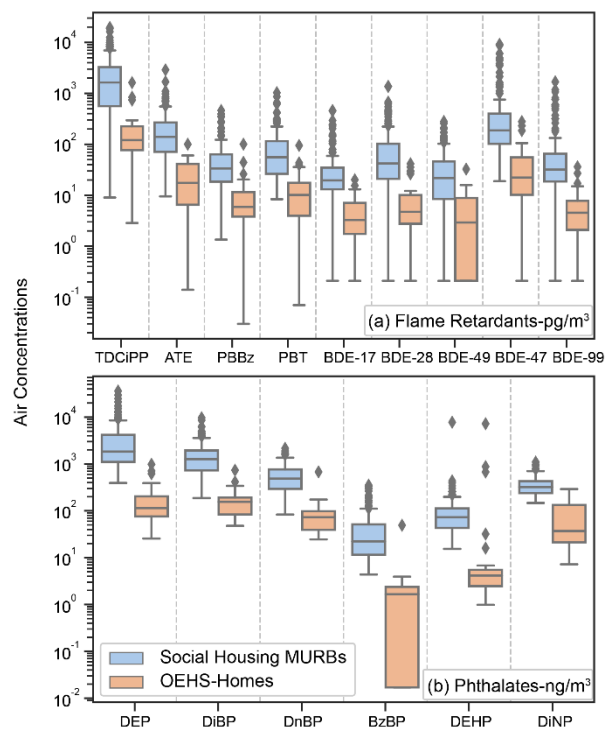 Air Concentrations
10⁴
10³
10²
10¹
10⁰
10⁻¹
(a) Flame Retardants-pg/m³
TDCiPP ATE PBBz PBT BDE-17 BDE-28 BDE-49 BDE-47 BDE-99
10⁴
10³
10²
10¹
10⁰
10⁻¹
10⁻²
Social Housing MURBs
OEHS-Homes
(b) Phthalates-ng/m³
DEP DiBP DnBP BzBP DEHP DiNP